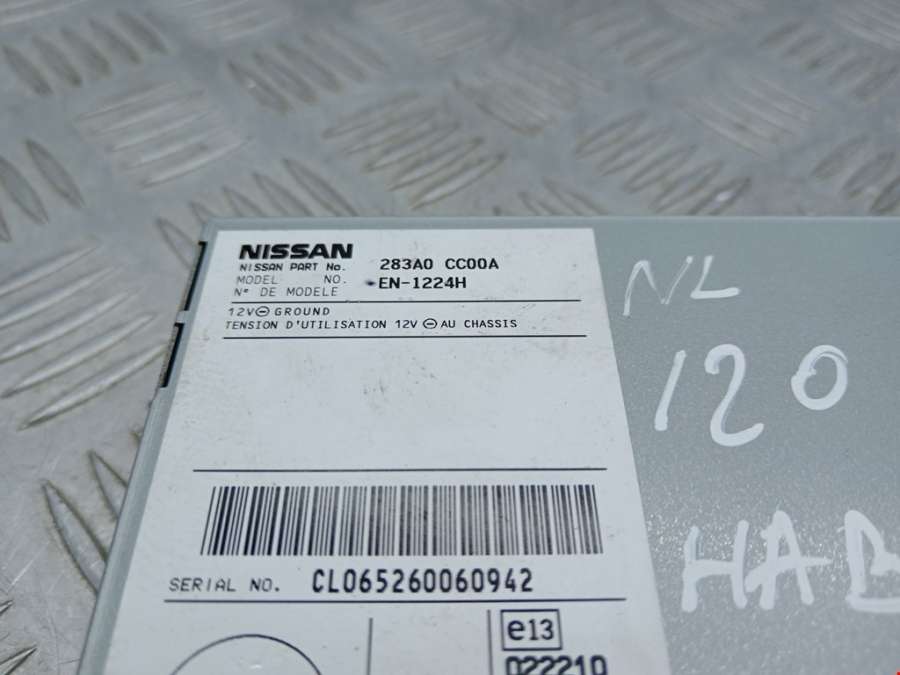 NISSAN
NISSAN PART No. 283A0 CC00A
MODEL NO. EN-1224H
N° DE MODELE
12V⊖ GROUND
TENSION D'UTILISATION 12V ⊖ AU CHASSIS
SERIAL NO. CL065260060942
e13
022210
NL
120